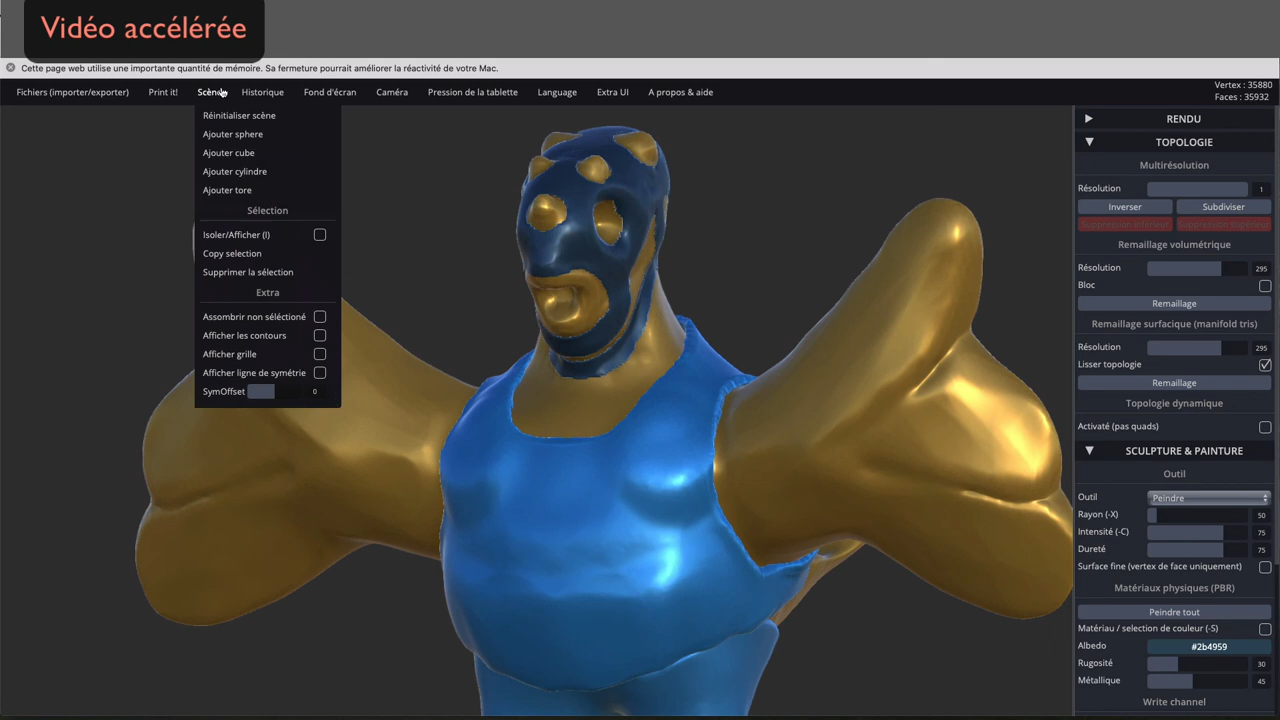 Vidéo accélérée
Cette page web utilise une importante quantité de mémoire. Sa fermeture pourrait améliorer la réactivité de votre Mac.
Fichiers (importer/exporter) Print it! Scène Historique Fond d'écran Caméra Pression de la tablette Language Extra UI A propos & aide
Vertex : 35880
Faces : 35932
Réinitialiser scène
Ajouter sphere
Ajouter cube
Ajouter cylindre
Ajouter tore
Sélection
Isoler/Afficher (I)
Copy selection
Supprimer la sélection
Extra
Assombrir non séléctioné
Afficher les contours
Afficher grille
Afficher ligne de symétrie
SymOffset 0
RENDU
TOPOLOGIE
Multirésolution
Résolution 1
Inverser Subdiviser
Suppression inférieur Suppression supérieur
Remaillage volumétrique
Résolution 295
Bloc
Remaillage
Remaillage surfacique (manifold tris)
Résolution 295
Lisser topologie
Remaillage
Topologie dynamique
Activaté (pas quads)
SCULPTURE & PAINTURE
Outil
Outil Peindre
Rayon (-X) 50
Intensité (-C) 75
Dureté 75
Surface fine (vertex de face uniquement)
Matériaux physiques (PBR)
Peindre tout
Matériau / selection de couleur (-S)
Albedo #2b4959
Rugosité 30
Métallique 45
Write channel